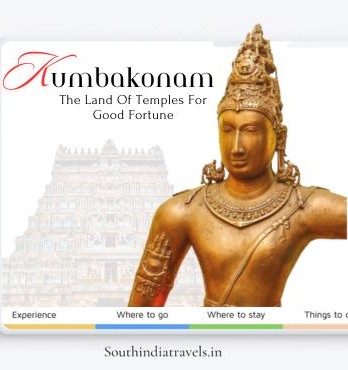 Kumbakonam
The Land Of Temples For
Good Fortune
Experience
Where to go
Where to stay
Things to
Southindiatravels.in